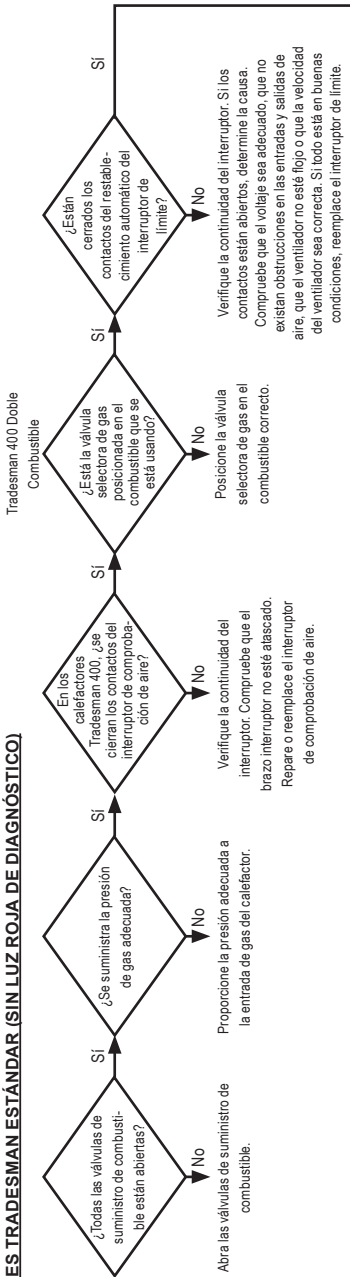 ES TRADESMAN ESTÁNDAR (SIN LUZ ROJA DE DIAGNÓSTICO)
¿Todas las válvulas de
suministro de combusti-
ble están abiertas?
Sí
No
Abra las válvulas de suministro de
combustible.
¿Se suministra la presión
de gas adecuada?
Sí
No
Proporcione la presión adecuada a
la entrada de gas del calefactor.
En los
calefactores
Tradesman 400, ¿se
cierran los contactos del
interruptor de comproba-
ción de aire?
Sí
No
Verifique la continuidad del
interruptor. Compruebe que el
brazo interruptor no esté atascado.
Repare o reemplace el interruptor
de comprobación de aire.
Tradesman 400 Doble
Combustible
¿Está la válvula
selectora de gas
posicionada en el
combustible que se
está usando?
Sí
No
Posicione la válvula
selectora de gas en el
combustible correcto.
¿Están
cerrados los
contactos del restable-
cimiento automático del
interruptor de
límite?
Sí
No
Verifique la continuidad del interruptor. Si los
contactos están abiertos, determine la causa.
Compruebe que el voltaje sea adecuado, que no
existan obstrucciones en las entradas y salidas de
aire, que el ventilador no esté flojo o que la velocidad
del ventilador sea correcta. Si todo está en buenas
condiciones, reemplace el interruptor de límite.